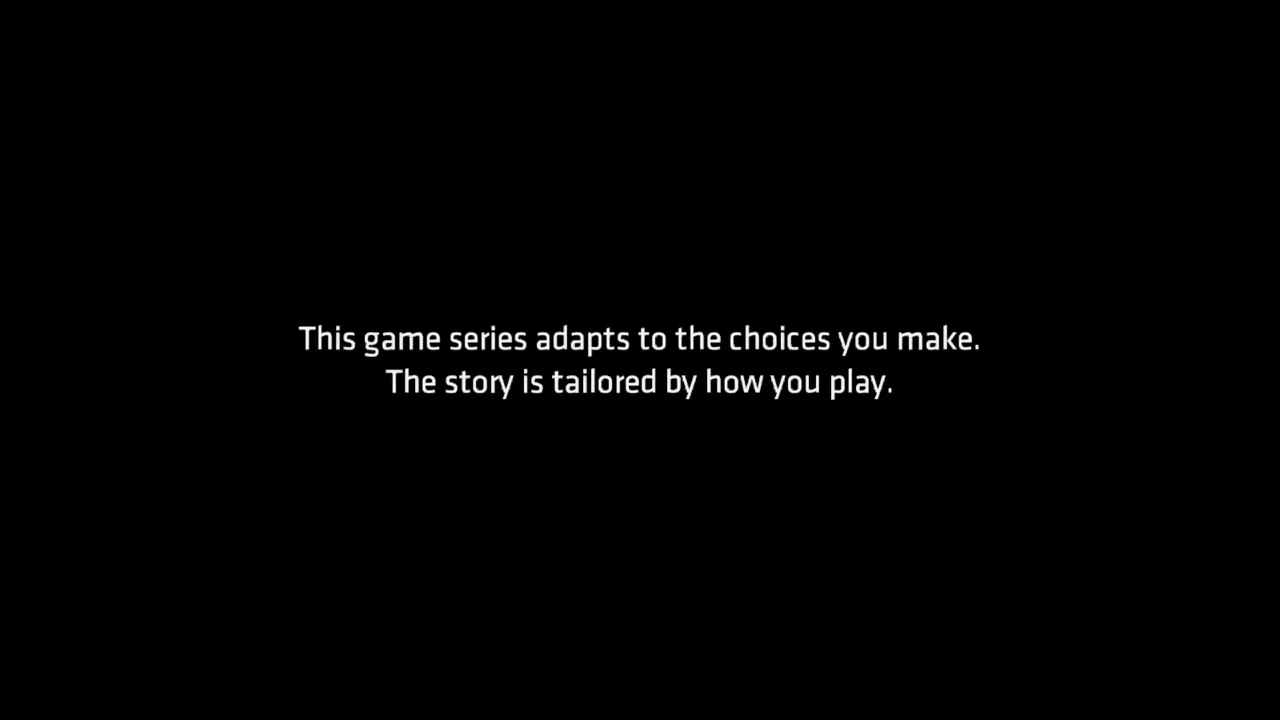 This game series adapts to the choices you make.
The story is tailored by how you play.